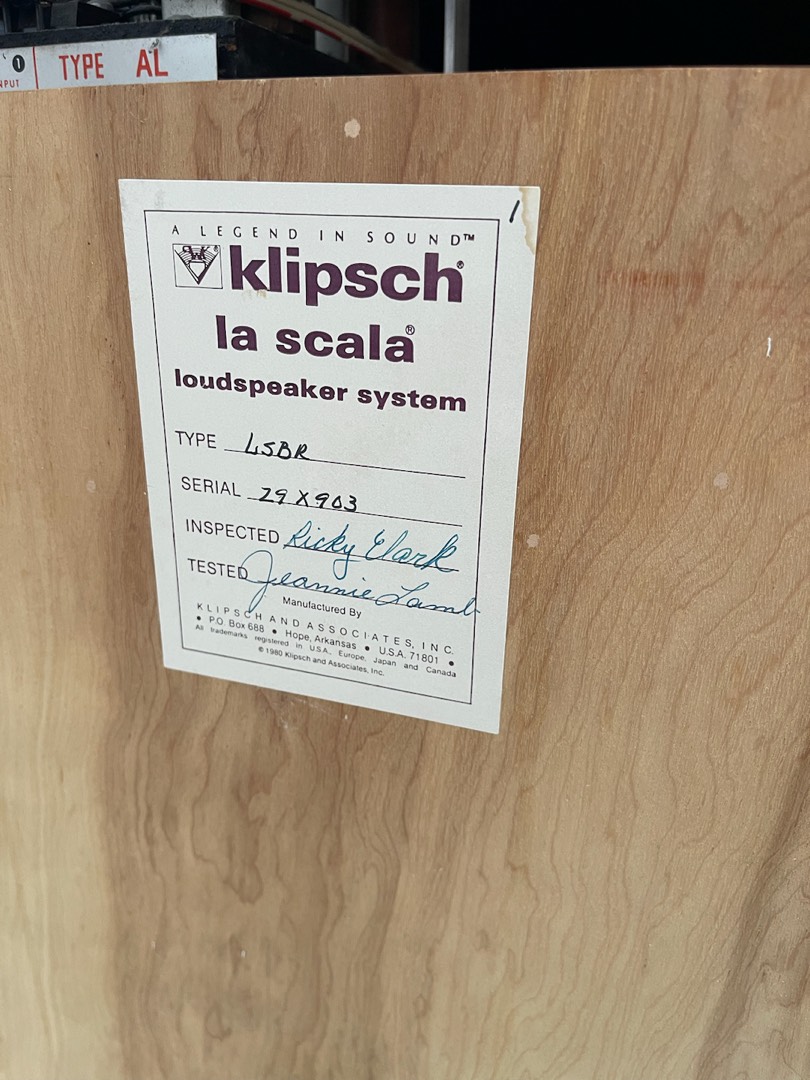 1
INPUT
TYPE AL
1
A LEGEND IN SOUND™
klipsch®
la scala®
loudspeaker system
TYPE LSBR
SERIAL 29X903
INSPECTED Ricky Clark
TESTED Jeannie Lamb
Manufactured By
KLIPSCH AND ASSOCIATES, INC.
• P.O. Box 688 • Hope, Arkansas • U.S.A. 71801 •
All trademarks registered in U.S.A., Europe, Japan and Canada
© 1980 Klipsch and Associates, Inc.